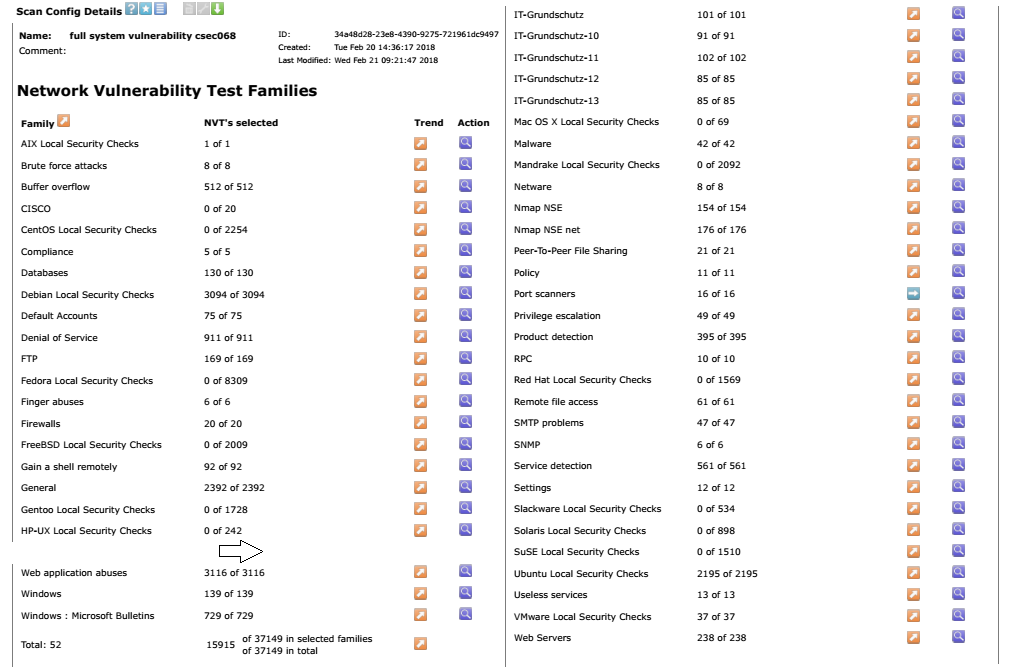 Scan Config Details
Name: full system vulnerability csec068
Comment:
ID: 34a48d28-23e8-4390-9275-721961dc9497
Created: Tue Feb 20 14:36:17 2018
Last Modified: Wed Feb 21 09:21:47 2018
Network Vulnerability Test Families
Family NVT's selected Trend Action
AIX Local Security Checks 1 of 1
Brute force attacks 8 of 8
Buffer overflow 512 of 512
CISCO 0 of 20
CentOS Local Security Checks 0 of 2254
Compliance 5 of 5
Databases 130 of 130
Debian Local Security Checks 3094 of 3094
Default Accounts 75 of 75
Denial of Service 911 of 911
FTP 169 of 169
Fedora Local Security Checks 0 of 8309
Finger abuses 6 of 6
Firewalls 20 of 20
FreeBSD Local Security Checks 0 of 2009
Gain a shell remotely 92 of 92
General 2392 of 2392
Gentoo Local Security Checks 0 of 1728
HP-UX Local Security Checks 0 of 242
Web application abuses 3116 of 3116
Windows 139 of 139
Windows : Microsoft Bulletins 729 of 729
Total: 52 15915 of 37149 in selected families
of 37149 in total
IT-Grundschutz 101 of 101
IT-Grundschutz-10 91 of 91
IT-Grundschutz-11 102 of 102
IT-Grundschutz-12 85 of 85
IT-Grundschutz-13 85 of 85
Mac OS X Local Security Checks 0 of 69
Malware 42 of 42
Mandrake Local Security Checks 0 of 2092
Netware 8 of 8
Nmap NSE 154 of 154
Nmap NSE net 176 of 176
Peer-To-Peer File Sharing 21 of 21
Policy 11 of 11
Port scanners 16 of 16
Privilege escalation 49 of 49
Product detection 395 of 395
RPC 10 of 10
Red Hat Local Security Checks 0 of 1569
Remote file access 61 of 61
SMTP problems 47 of 47
SNMP 6 of 6
Service detection 561 of 561
Settings 12 of 12
Slackware Local Security Checks 0 of 534
Solaris Local Security Checks 0 of 898
SuSE Local Security Checks 0 of 1510
Ubuntu Local Security Checks 2195 of 2195
Useless services 13 of 13
VMware Local Security Checks 37 of 37
Web Servers 238 of 238